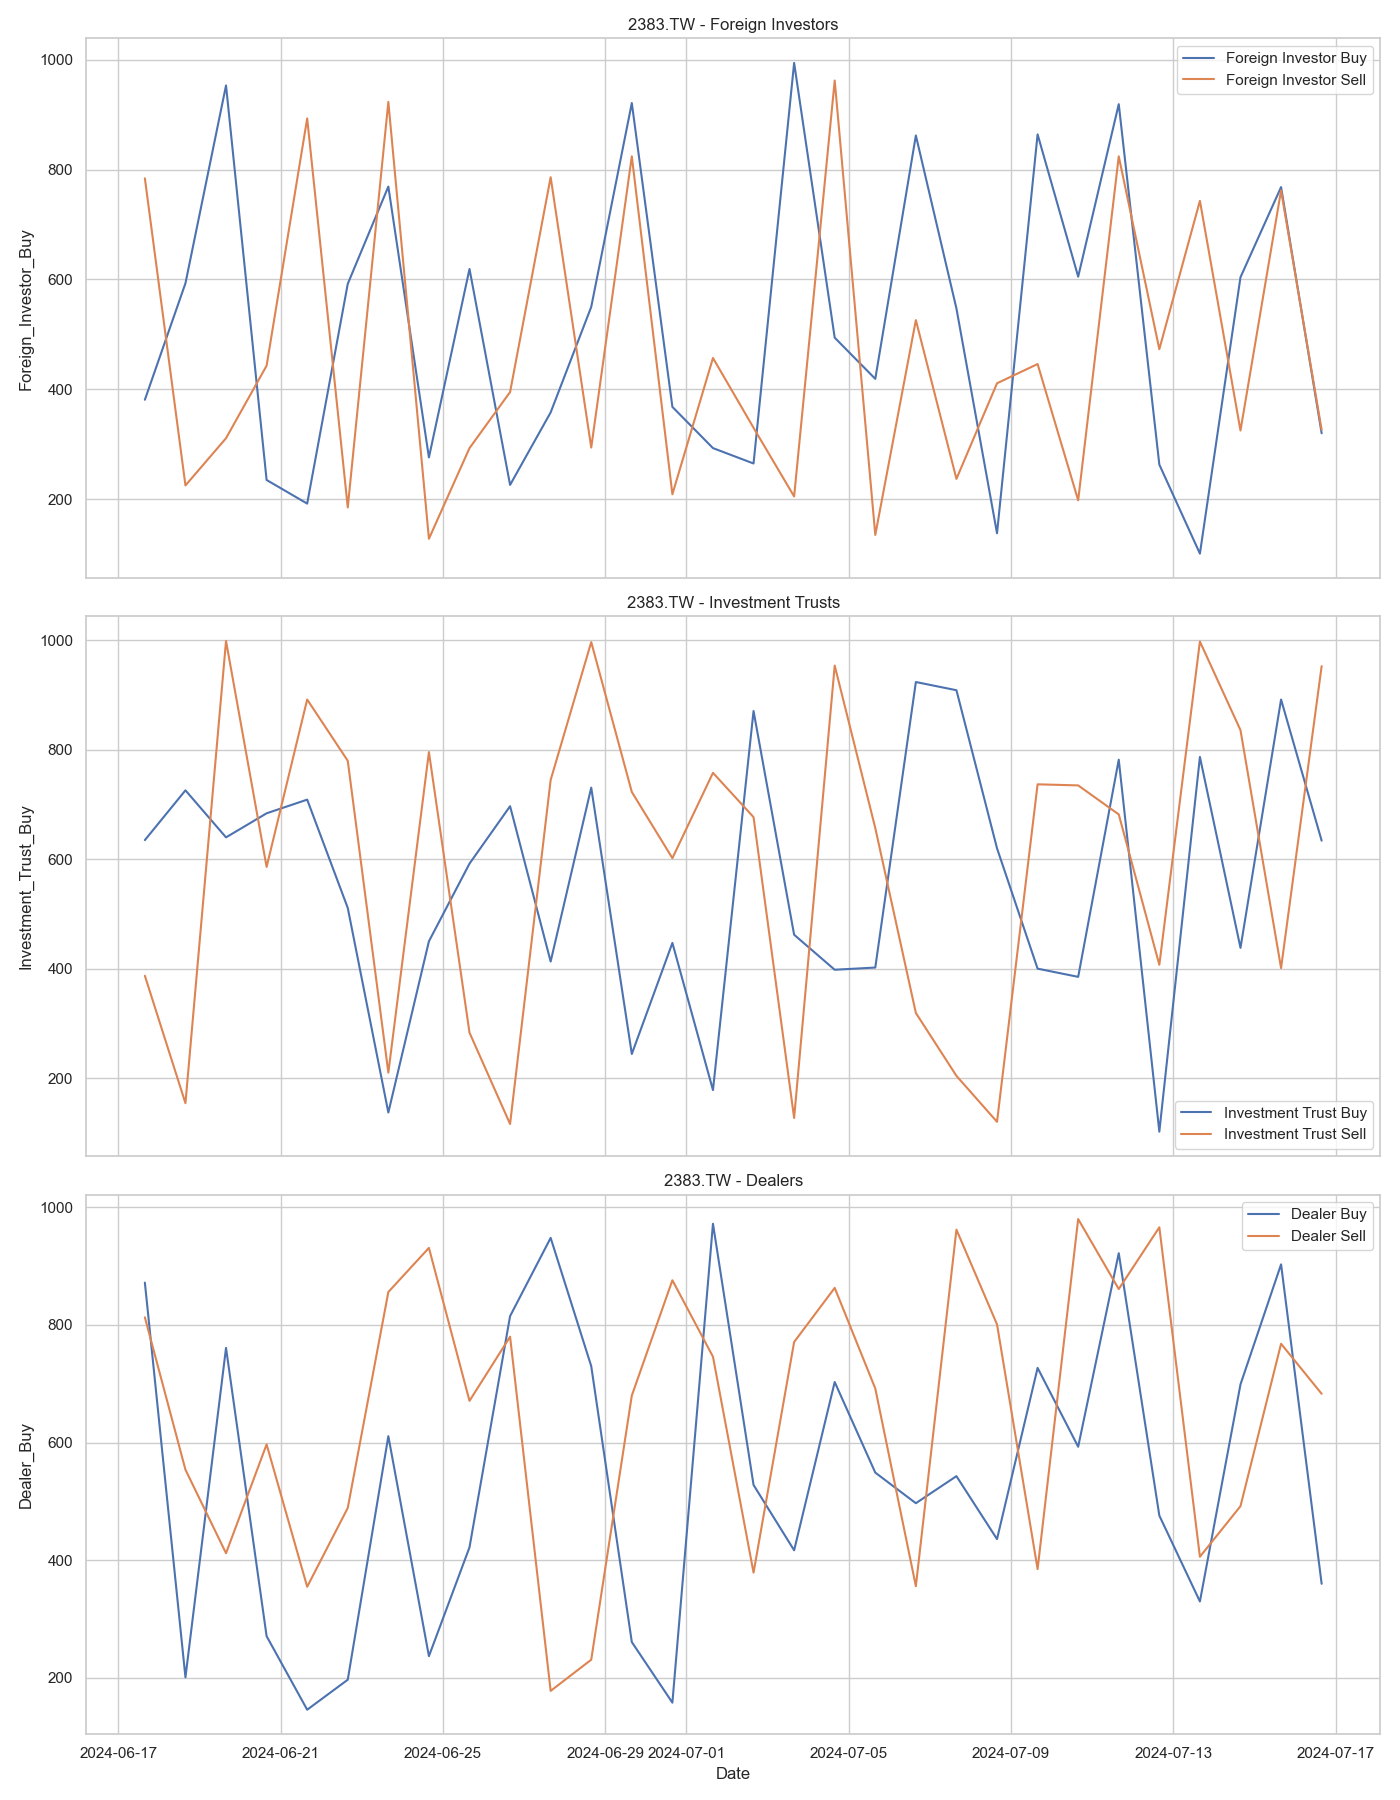 2383.TW - Foreign Investors
Foreign_Investor_Buy
1000
800
600
400
200
Foreign Investor Buy
Foreign Investor Sell
2383.TW - Investment Trusts
Investment_Trust_Buy
1000
800
600
400
200
Investment Trust Buy
Investment Trust Sell
2383.TW - Dealers
Dealer_Buy
1000
800
600
400
200
Dealer Buy
Dealer Sell
2024-06-17 2024-06-21 2024-06-25 2024-06-29 2024-07-01 2024-07-05 2024-07-09 2024-07-13 2024-07-17
Date